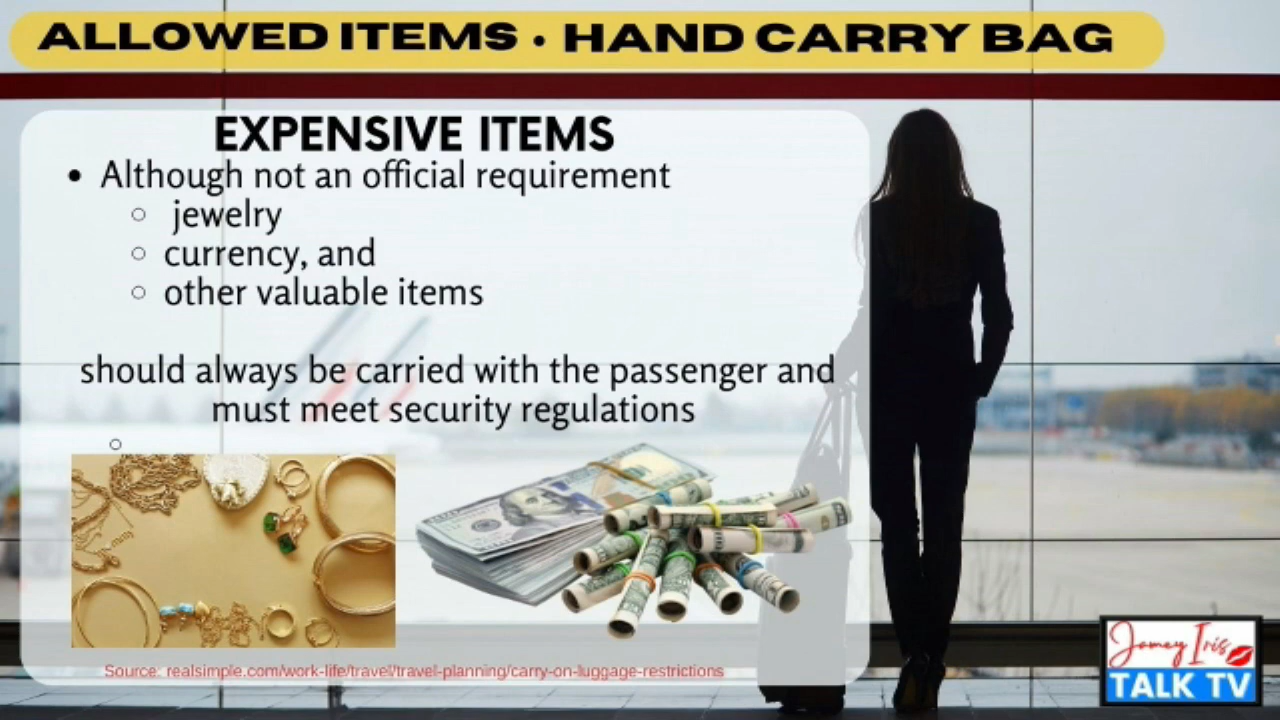 ALLOWED ITEMS • HAND CARRY BAG
EXPENSIVE ITEMS
• Although not an official requirement
○ jewelry
○ currency, and
○ other valuable items
should always be carried with the passenger and
must meet security regulations
○
Source: realsimple.com/work-life/travel/travel-planning/carry-on-luggage-restrictions
Jamey Iris
TALK TV